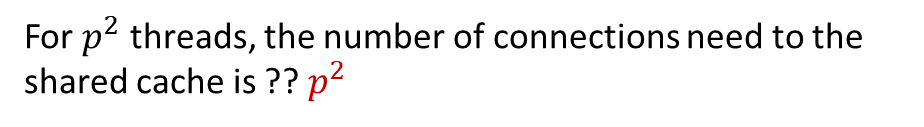 For p² threads, the number of connections need to the
shared cache is ?? p²